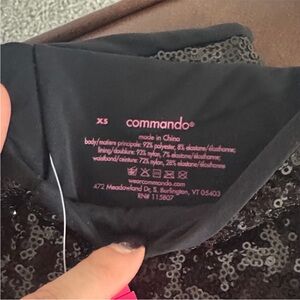 XS commando®
made in China
body/matière principale: 92% polyester, 8% elastane/élasthanne;
lining/doublure: 92% nylon, 7% elastane/élasthanne;
waistband/ceinture: 72% nylon, 28% elastane/élasthanne;
wearcommando.com
472 Meadowland Dr, S. Burlington, VT 05403
RN# 115807